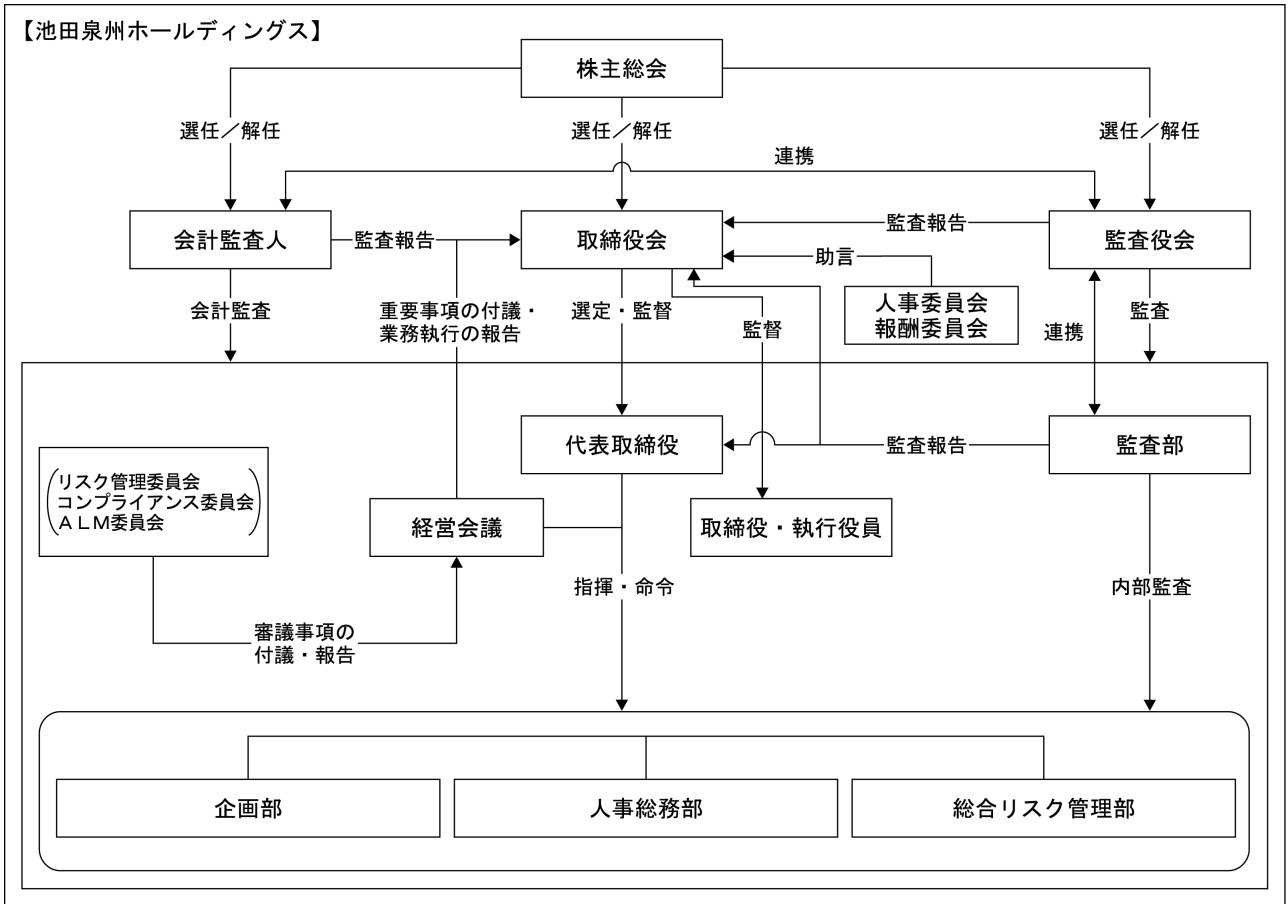 【池田泉州ホールディングス】
株主総会
選任／解任
選任／解任
選任／解任
連携
会計監査人
監査報告
取締役会
監査報告
監査役会
助言
人事委員会
報酬委員会
会計監査
重要事項の付議・
業務執行の報告
選定・監督
監督
連携
監査
代表取締役
監査報告
監査部
リスク管理委員会
コンプライアンス委員会
ＡＬＭ委員会
経営会議
取締役・執行役員
指揮・命令
内部監査
審議事項の
付議・報告
企画部
人事総務部
総合リスク管理部